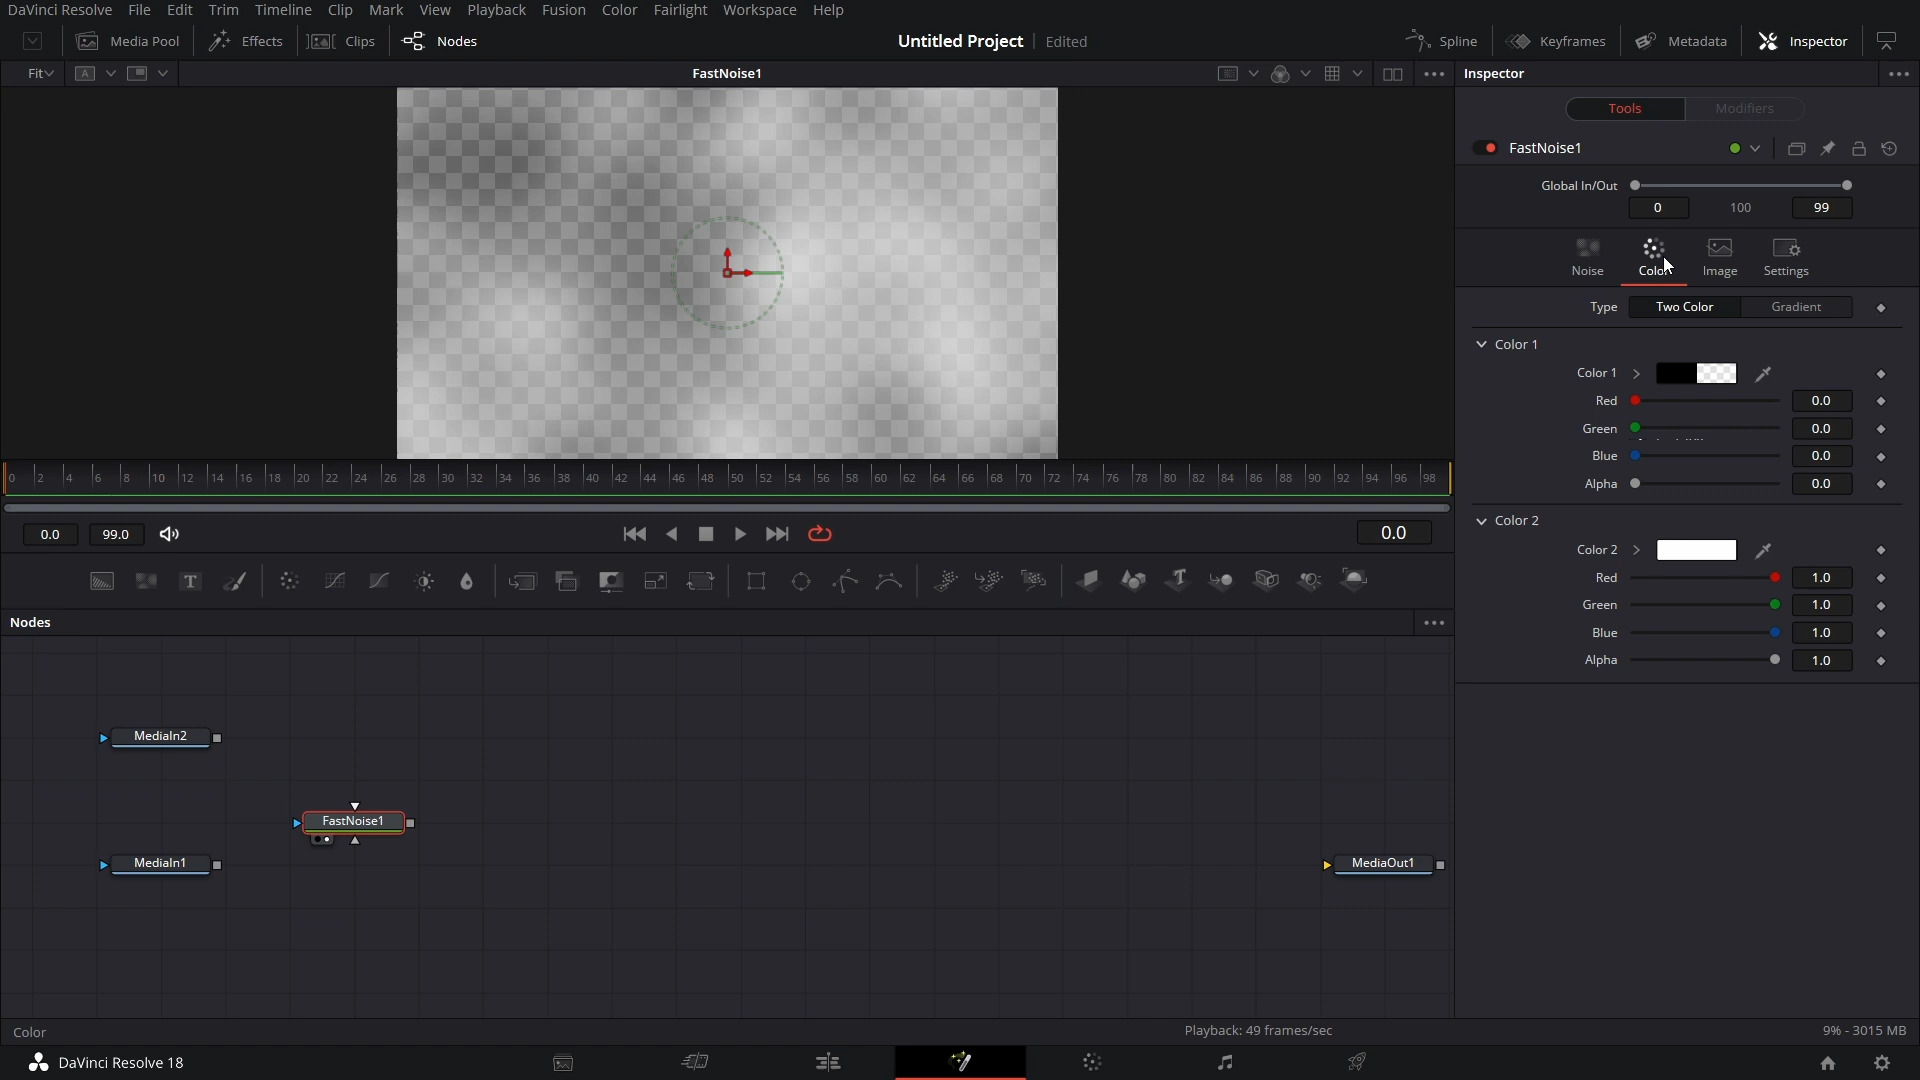 DaVinci Resolve File Edit Trim Timeline Clip Mark View Playback Fusion Color Fairlight Workspace Help
Media Pool Effects Clips Nodes Untitled Project Edited Spline Keyframes Metadata Inspector
Fit A FastNoise1 Inspector
Tools Modifiers
FastNoise1
Global In/Out
0 100 99
Noise Color Image Settings
Type Two Color Gradient
Color 1
Color 1
Red 0.0
Green 0.0
Blue 0.0
Alpha 0.0
Color 2
Color 2
Red 1.0
Green 1.0
Blue 1.0
Alpha 1.0
0 2 4 6 8 10 12 14 16 18 20 22 24 26 28 30 32 34 36 38 40 42 44 46 48 50 52 54 56 58 60 62 64 66 68 70 72 74 76 78 80 82 84 86 88 90 92 94 96 98
0.0 99.0 0.0
T
Nodes
MediaIn2
FastNoise1
MediaIn1
MediaOut1
Color Playback: 49 frames/sec 9% - 3015 MB
DaVinci Resolve 18